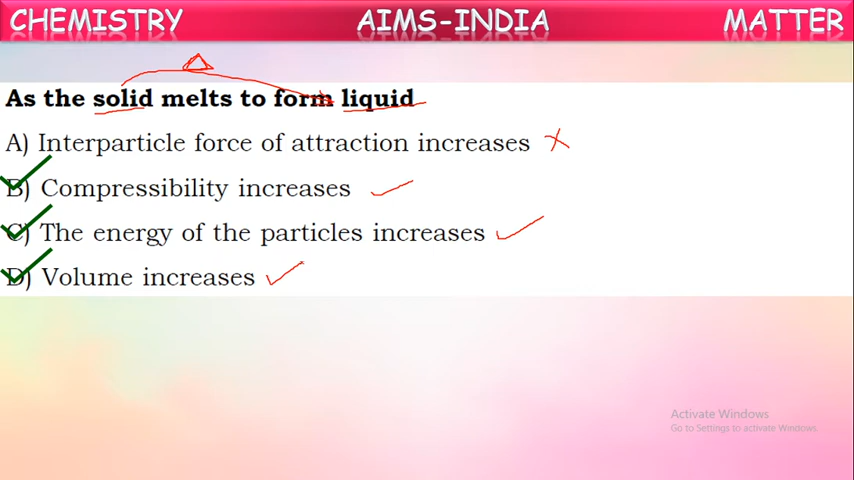 CHEMISTRY AIMS-INDIA MATTER
As the solid melts to form liquid
A) Interparticle force of attraction increases
B) Compressibility increases
C) The energy of the particles increases
D) Volume increases
Activate Windows
Go to Settings to activate Windows.